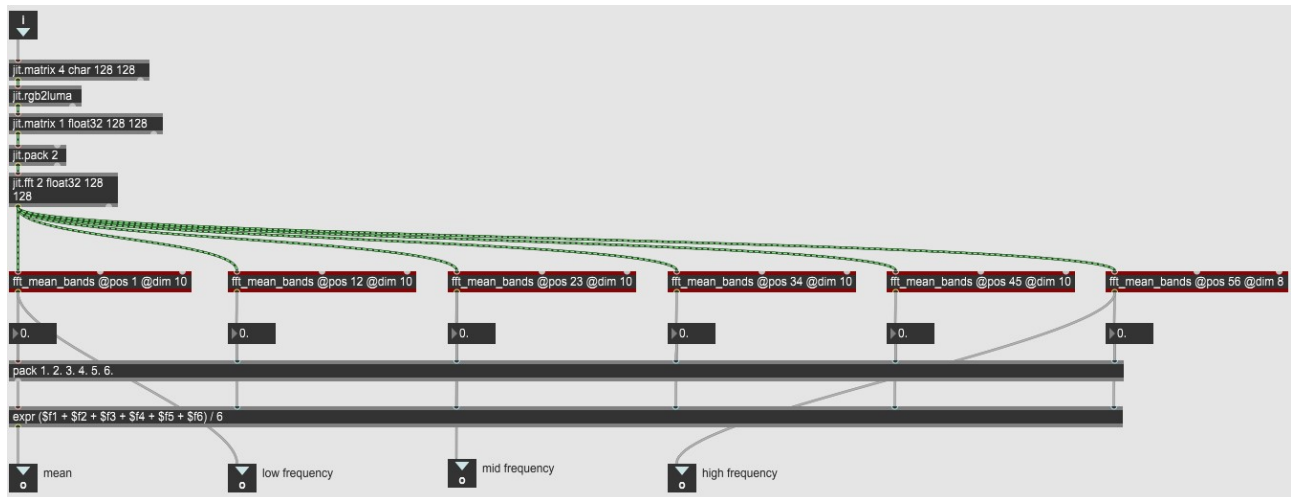 i
jit.matrix 4 char 128 128
jit.rgb2luma
jit.matrix 1 float32 128 128
jit.pack 2
jit.fft 2 float32 128
128
fft_mean_bands @pos 1 @dim 10
fft_mean_bands @pos 12 @dim 10
fft_mean_bands @pos 23 @dim 10
fft_mean_bands @pos 34 @dim 10
fft_mean_bands @pos 45 @dim 10
fft_mean_bands @pos 56 @dim 8
0.
0.
0.
0.
0.
0.
pack 1. 2. 3. 4. 5. 6.
expr ($f1 + $f2 + $f3 + $f4 + $f5 + $f6) / 6
o
mean
o
low frequency
o
mid frequency
o
high frequency